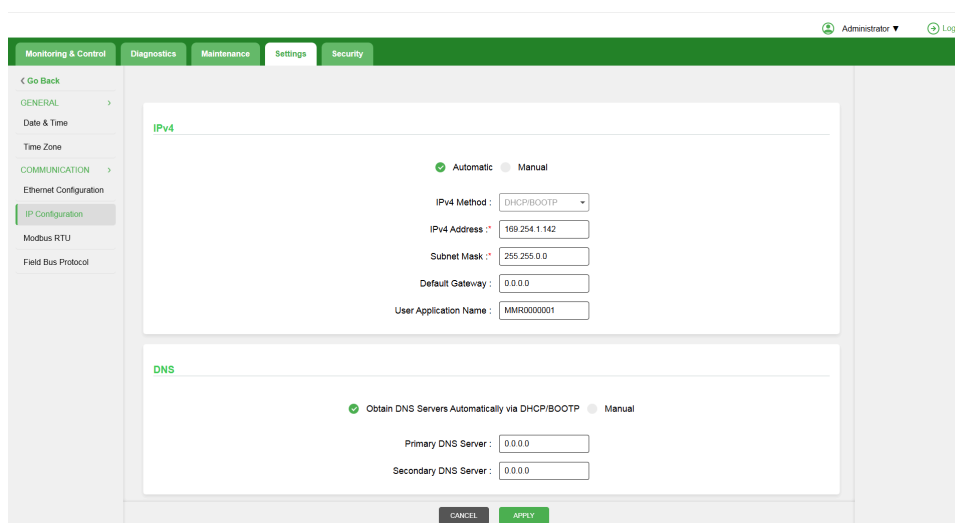 Administrator ▼ Log
Monitoring & Control Diagnostics Maintenance Settings Security
Go Back
GENERAL
Date & Time
Time Zone
COMMUNICATION
Ethernet Configuration
IP Configuration
Modbus RTU
Field Bus Protocol
IPv4
Automatic Manual
IPv4 Method : DHCP/BOOTP
IPv4 Address :* 169.254.1.142
Subnet Mask :* 255.255.0.0
Default Gateway : 0.0.0.0
User Application Name : MMR0000001
DNS
Obtain DNS Servers Automatically via DHCP/BOOTP Manual
Primary DNS Server : 0.0.0.0
Secondary DNS Server : 0.0.0.0
CANCEL APPLY